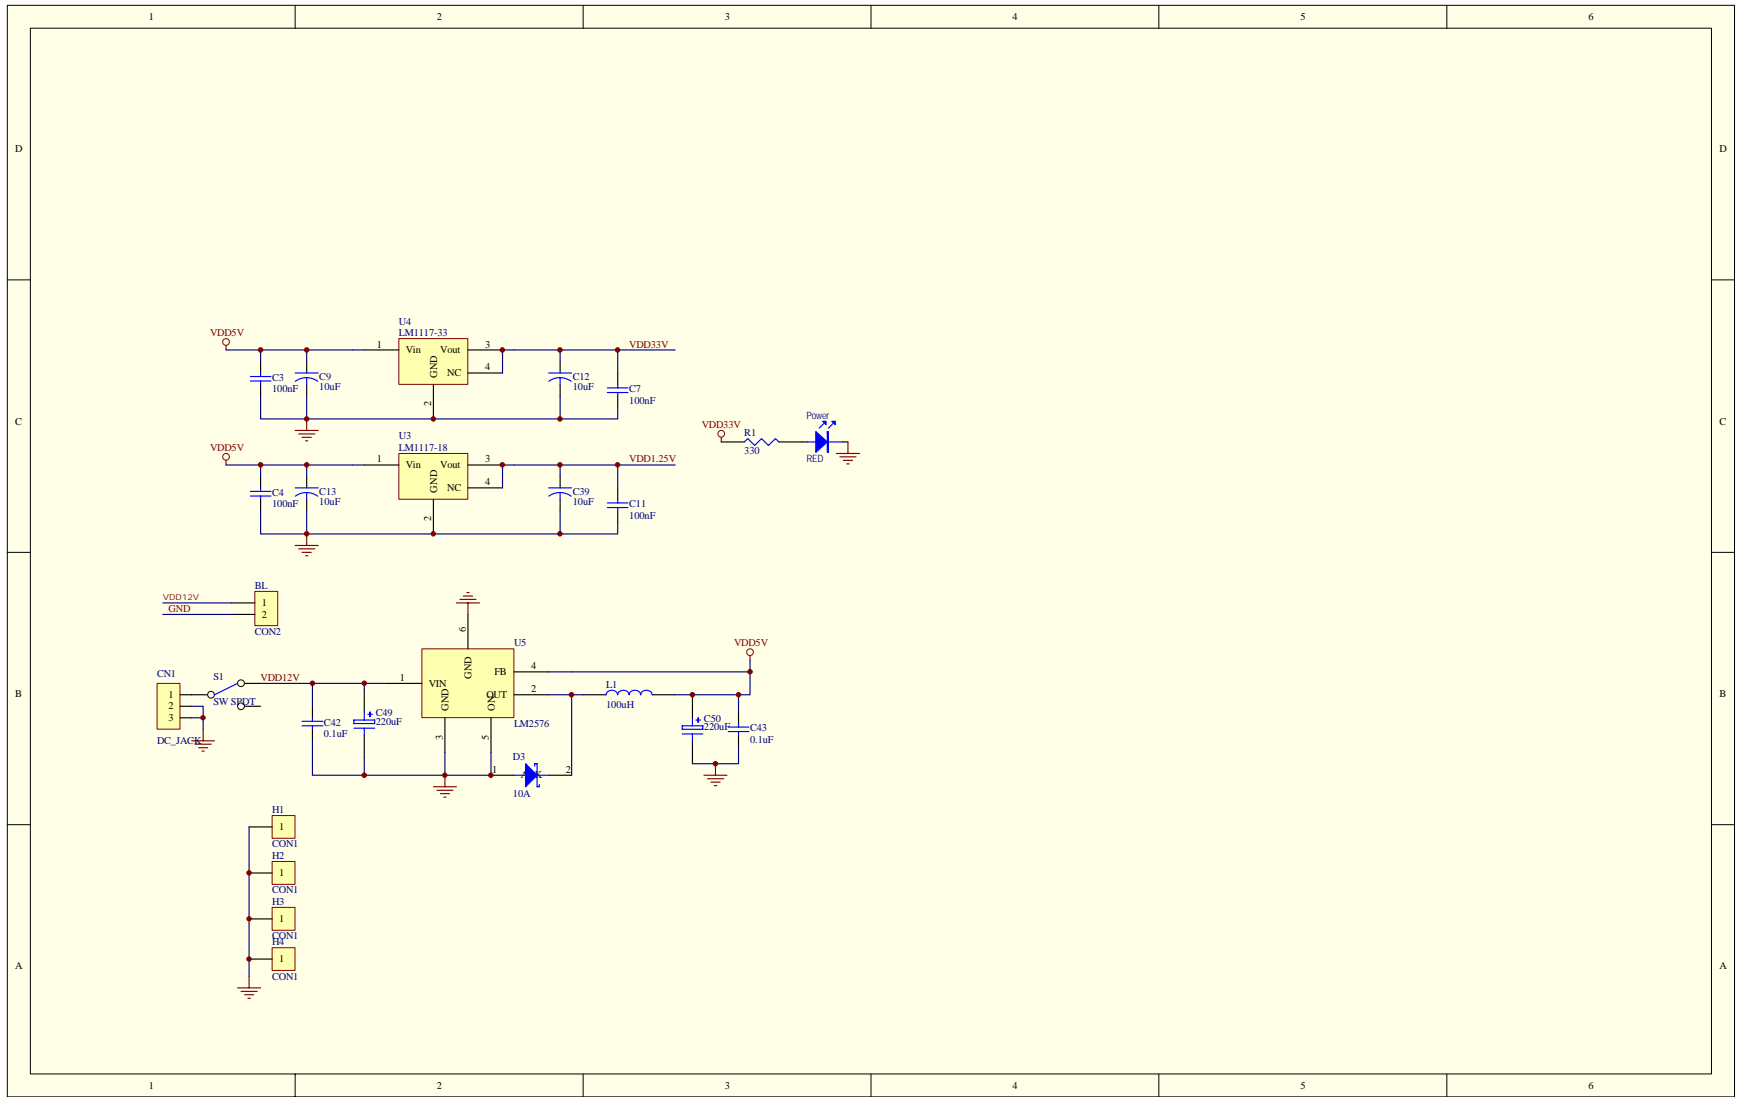 1 2 3 4 5 6
D D
U4
VDD5V LM1117-33
1 Vin Vout 3 VDD33V
GND NC 4
C3 C9 C12
100nF 10uF 10uF C7
2 100nF
C C
Power
VDD33V
R1
330 RED
U3
VDD5V LM1117-18
1 Vin Vout 3 VDD1.25V
GND NC 4
C4 C13 C39
100nF 10uF 10uF C11
2 100nF
BL
VDD12V 1
GND 2
CON2
6
U5 VDD5V
GND FB 4
CN1 S1 VDD12V 1 VIN
1 OUT 2 L1
2 SW SPDT GND ON 100uH
3
C42 C49 LM2576 C50 C43
0.1uF 220uF 220uF 0.1uF
DC_JACK 3 5
D3
1 A K 2
10A
B B
H1
1
CON1
H2
1
CON1
H3
1
CON1
H4
1
CON1
A A
1 2 3 4 5 6